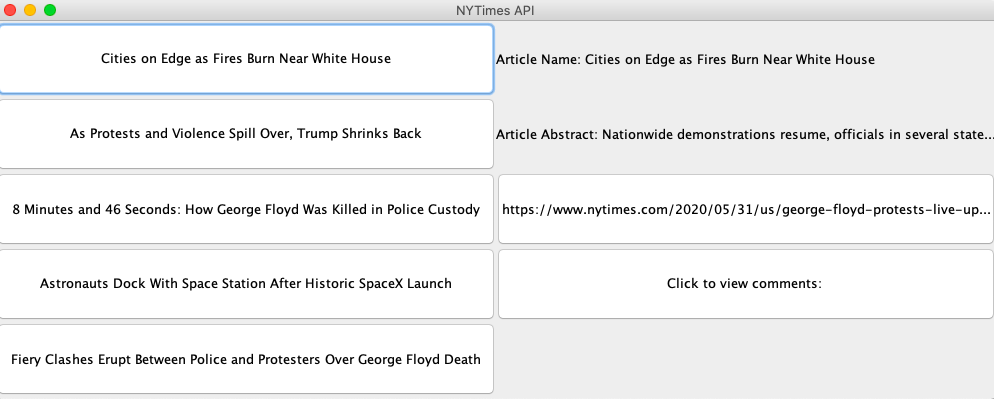 NYTimes API
Cities on Edge as Fires Burn Near White House
Article Name: Cities on Edge as Fires Burn Near White House
As Protests and Violence Spill Over, Trump Shrinks Back
Article Abstract: Nationwide demonstrations resume, officials in several state...
8 Minutes and 46 Seconds: How George Floyd Was Killed in Police Custody
https://www.nytimes.com/2020/05/31/us/george-floyd-protests-live-up...
Astronauts Dock With Space Station After Historic SpaceX Launch
Click to view comments:
Fiery Clashes Erupt Between Police and Protesters Over George Floyd Death